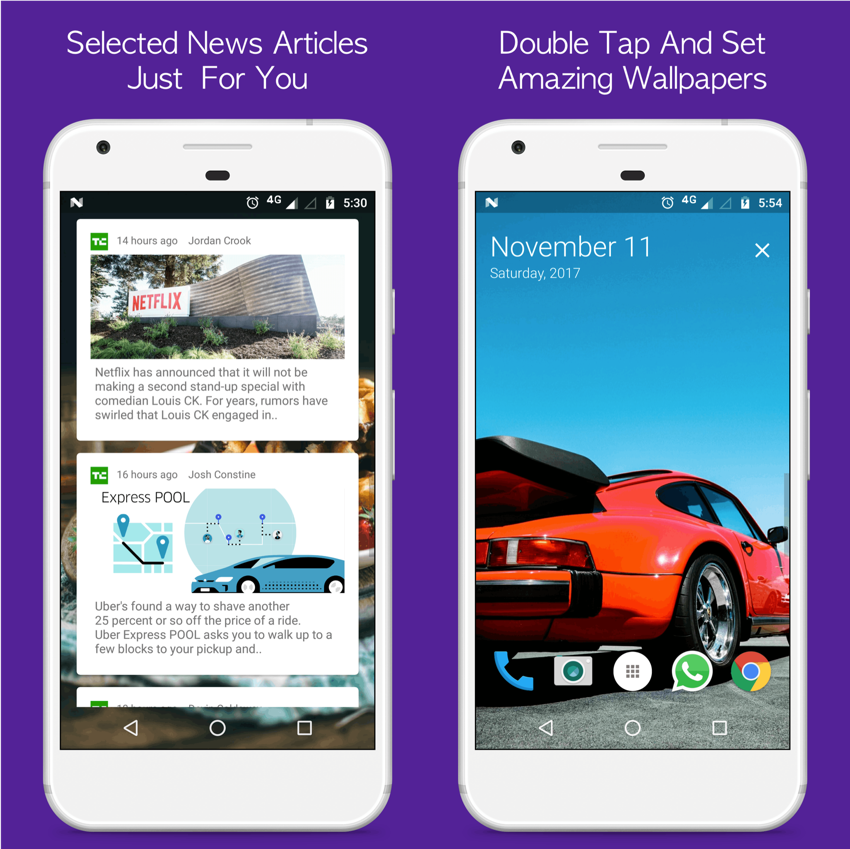 Selected News Articles
Just For You
Double Tap And Set
Amazing Wallpapers
4G 5:30
TC 14 hours ago Jordan Crook
NETFLIX
Netflix has announced that it will not be
making a second stand-up special with
comedian Louis CK. For years, rumors have
swirled that Louis CK engaged in..
TC 16 hours ago Josh Constine
Express POOL
Uber's found a way to shave another
25 percent or so off the price of a ride.
Uber Express POOL asks you to walk up to a
few blocks to your pickup and..
4G 5:54
November 11
Saturday, 2017